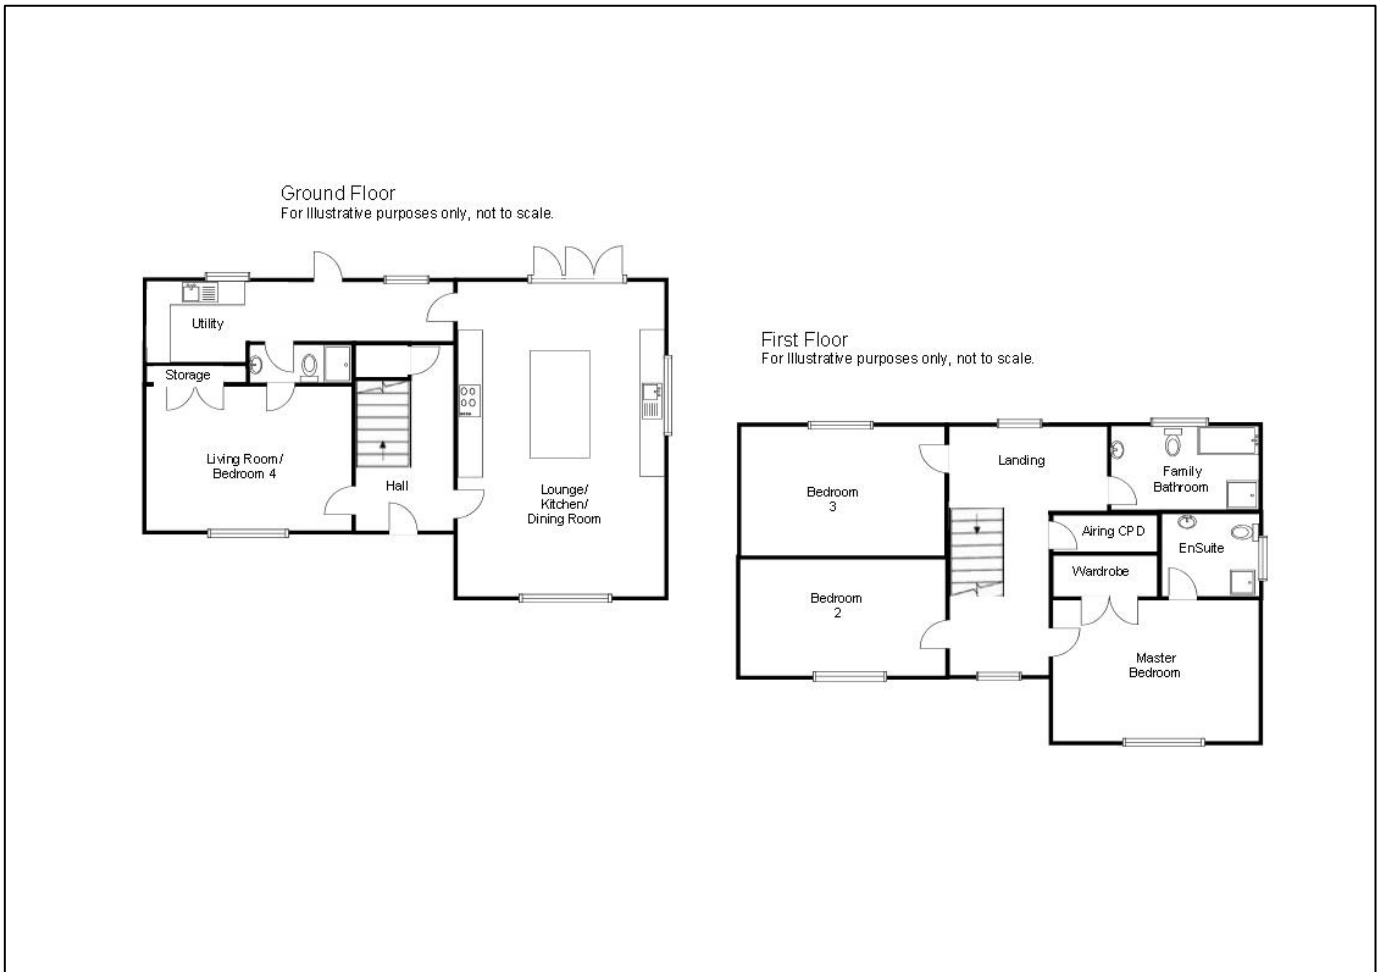 Ground Floor
For Illustrative purposes only, not to scale.
Utility
Storage
Living Room/
Bedroom 4
Hall
Lounge/
Kitchen/
Dining Room
First Floor
For Illustrative purposes only, not to scale.
Landing
Family
Bathroom
Bedroom
3
Airing CPD
EnSuite
Wardrobe
Bedroom
2
Master
Bedroom